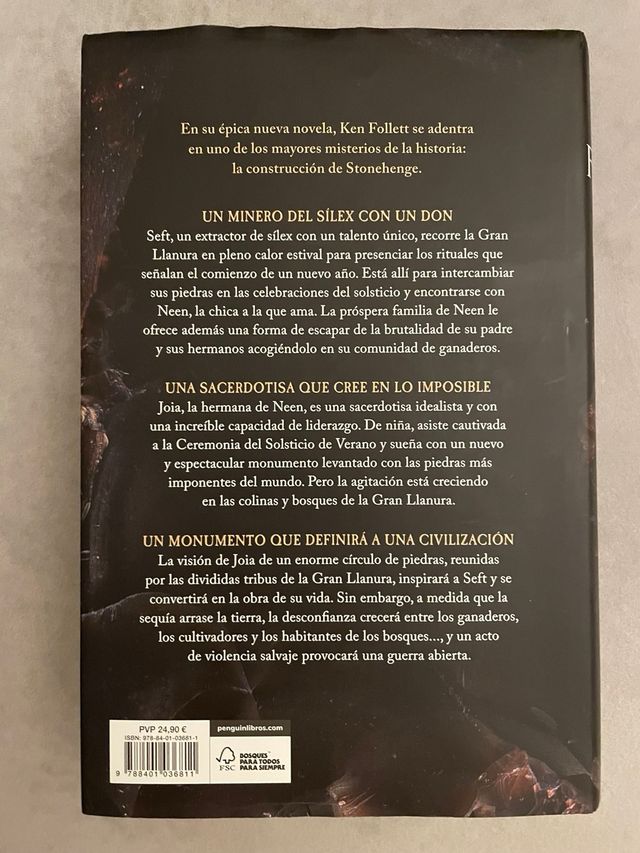 En su épica nueva novela, Ken Follett se adentra
en uno de los mayores misterios de la historia:
la construcción de Stonehenge.
UN MINERO DEL SÍLEX CON UN DON
Seft, un extractor de sílex con un talento único, recorre la Gran
Llanura en pleno calor estival para presenciar los rituales que
señalan el comienzo de un nuevo año. Está allí para intercambiar
sus piedras en las celebraciones del solsticio y encontrarse con
Neen, la chica a la que ama. La próspera familia de Neen le
ofrece además una forma de escapar de la brutalidad de su padre
y sus hermanos acogiéndolo en su comunidad de ganaderos.
UNA SACERDOTISA QUE CREE EN LO IMPOSIBLE
Joia, la hermana de Neen, es una sacerdotisa idealista y con
una increíble capacidad de liderazgo. De niña, asiste cautivada
a la Ceremonia del Solsticio de Verano y sueña con un nuevo
y espectacular monumento levantado con las piedras más
imponentes del mundo. Pero la agitación está creciendo
en las colinas y bosques de la Gran Llanura.
UN MONUMENTO QUE DEFINIRÁ A UNA CIVILIZACIÓN
La visión de Joia de un enorme círculo de piedras, reunidas
por las divididas tribus de la Gran Llanura, inspirará a Seft y se
convertirá en la obra de su vida. Sin embargo, a medida que la
sequía arrase la tierra, la desconfianza crecerá entre los ganaderos,
los cultivadores y los habitantes de los bosques..., y un acto
de violencia salvaje provocará una guerra abierta.
PVP 24,90 €
ISBN: 978-84-01-03681-1
9 788401 036811
penguinlibros.com
FSC
BOSQUES
PARA TODOS
PARA SIEMPRE